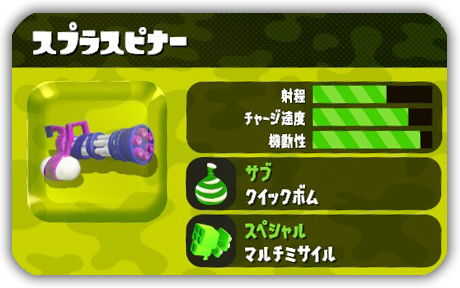 スプラスピナー
射程
チャージ速度
機動性
サブ
クイックボム
スペシャル
マルチミサイル